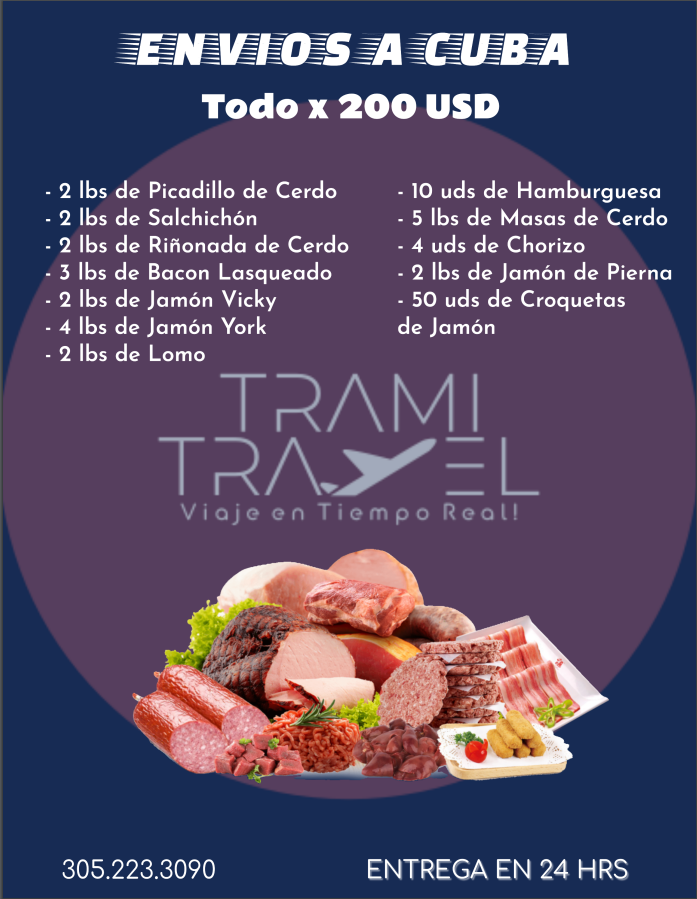 ENVIOS A CUBA
Todo x 200 USD
- 2 lbs de Picadillo de Cerdo
- 2 lbs de Salchichón
- 2 lbs de Riñonada de Cerdo
- 3 lbs de Bacon Lasqueado
- 2 lbs de Jamón Vicky
- 4 lbs de Jamón York
- 2 lbs de Lomo
- 10 uds de Hamburguesa
- 5 lbs de Masas de Cerdo
- 4 uds de Chorizo
- 2 lbs de Jamón de Pierna
- 50 uds de Croquetas
de Jamón
TRAMI
TRAVEL
Viaje en Tiempo Real!
305.223.3090
ENTREGA EN 24 HRS